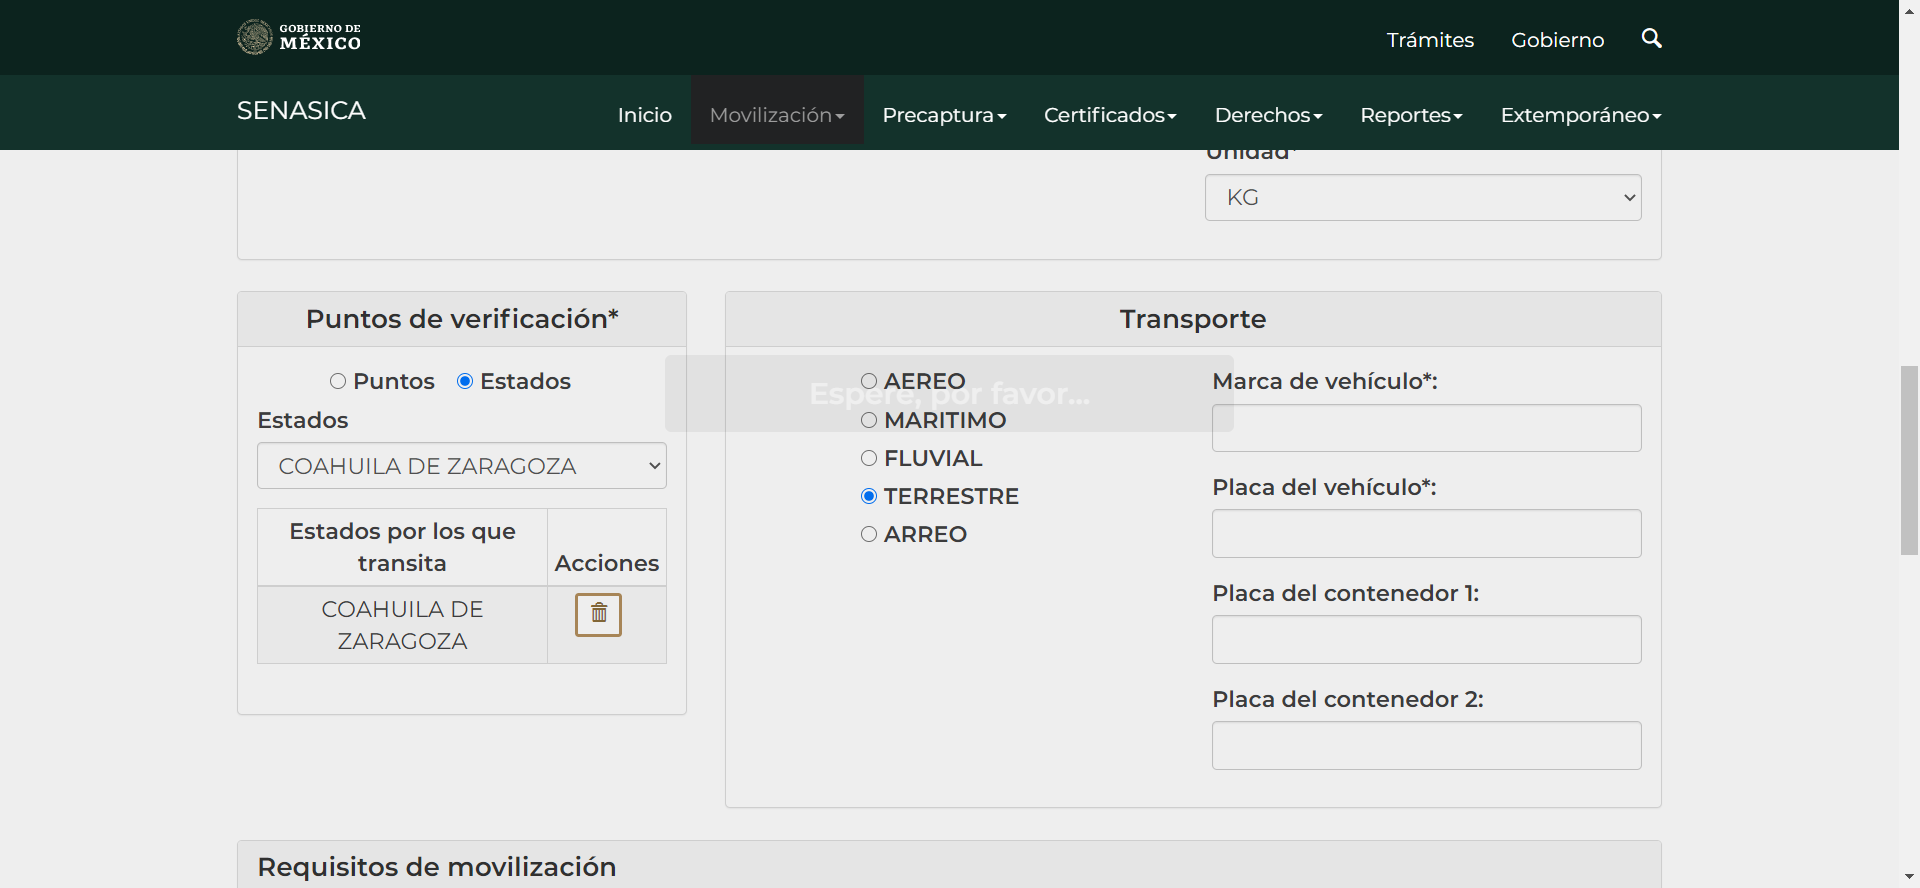 GOBIERNO DE
MÉXICO
Trámites
Gobierno
SENASICA
Inicio
Movilización
Precaptura
Certificados
Derechos
Reportes
Extemporáneo
Unidad*
KG
Puntos de verificación*
Puntos
Estados
Estados
COAHUILA DE ZARAGOZA
Estados por los que
transita
Acciones
COAHUILA DE
ZARAGOZA
Transporte
Espere, por favor...
AEREO
MARITIMO
FLUVIAL
TERRESTRE
ARREO
Marca de vehículo*:
Placa del vehículo*:
Placa del contenedor 1:
Placa del contenedor 2:
Requisitos de movilización